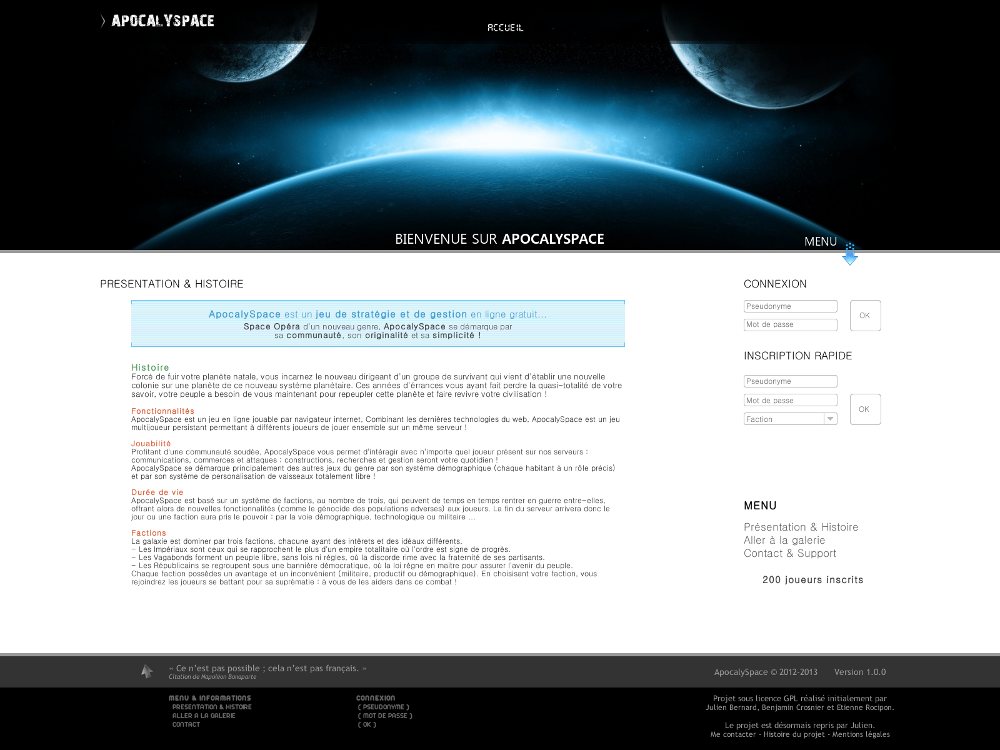 APOCALYSPACE
ACCUEIL
BIENVENUE SUR APOCALYSPACE
MENU
PRESENTATION & HISTOIRE
ApocalySpace est un jeu de stratégie et de gestion en ligne gratuit...
Space Opéra d'un nouveau genre, ApocalySpace se démarque par
sa communauté, son originalité et sa simplicité !
Histoire
Forcé de fuir votre planète natale, vous incarnez le nouveau dirigeant d'un groupe de survivant qui vient d'établir une nouvelle
colonie sur une planète de ce nouveau système planétaire. Ces années d'érrances vous ayant fait perdre la quasi-totalité de votre
savoir, votre peuple a besoin de vous maintenant pour repeupler cette planète et faire revivre votre civilisation !
Fonctionnalités
ApocalySpace est un jeu en ligne jouable par navigateur internet, Combinant les dernières technologies du web, ApocalySpace est un jeu
multijoueur persistant permettant à différents joueurs de jouer ensemble sur un même serveur !
Jouabilité
Profitant d'une communauté soudée, ApocalySpace vous permet d'intéragir avec n'importe quel joueur présent sur nos serveurs :
communications, commerces et attaques ; constructions, recherches et gestion seront votre quotidien !
ApocalySpace se démarque principalement des autres jeux du genre par son système démographique (chaque habitant à un rôle précis)
et par son système de personalisation de vaisseaux totalement libre !
Durée de vie
ApocalySpace est basé sur un système de factions, au nombre de trois, qui peuvent de temps en temps rentrer en guerre entre-elles,
offrant alors de nouvelles fonctionnalités (comme le génocide des populations adverses) aux joueurs. La fin du serveur arrivera donc le
jour ou une faction aura pris le pouvoir : par la voie démographique, technologique ou militaire ...
Factions
La galaxie est dominer par trois factions, chacune ayant des intêrets et des idéaux différents.
- Les Impériaux sont ceux qui se rapprochent le plus d'un empire totalitaire où l'ordre est signe de progrès.
- Les Vagabonds forment un peuple libre, sans lois ni règles, où la discorde rime avec la fraternité de ses partisants.
- Les Républicains se regroupent sous une bannière démocratique, où la loi règne en maitre pour assurer l'avenir du peuple.
Chaque faction possèdes un avantage et un inconvénient (militaire, productif ou démographique). En choisisant votre faction, vous
rejoindrez les joueurs se battant pour sa suprématie : à vous de les aiders dans ce combat !
CONNEXION
Pseudonyme
Mot de passe
OK
INSCRIPTION RAPIDE
Pseudonyme
Mot de passe
Faction
OK
MENU
Présentation & Histoire
Aller à la galerie
Contact & Support
200 joueurs inscrits
« Ce n'est pas possible ; cela n'est pas français. »
Citation de Napoléon Bonaparte
ApocalySpace © 2012-2013 Version 1.0.0
MENU & INFORMATIONS
PRESENTATION & HISTOIRE
ALLER A LA GALERIE
CONTACT
CONNEXION
( PSEUDONYME )
( MOT DE PASSE )
( OK )
Projet sous licence GPL réalisé initialement par
Julien Bernard, Benjamin Crosnier et Etienne Rocipon.
Le projet est désormais repris par Julien.
Me contacter - Histoire du projet - Mentions légales